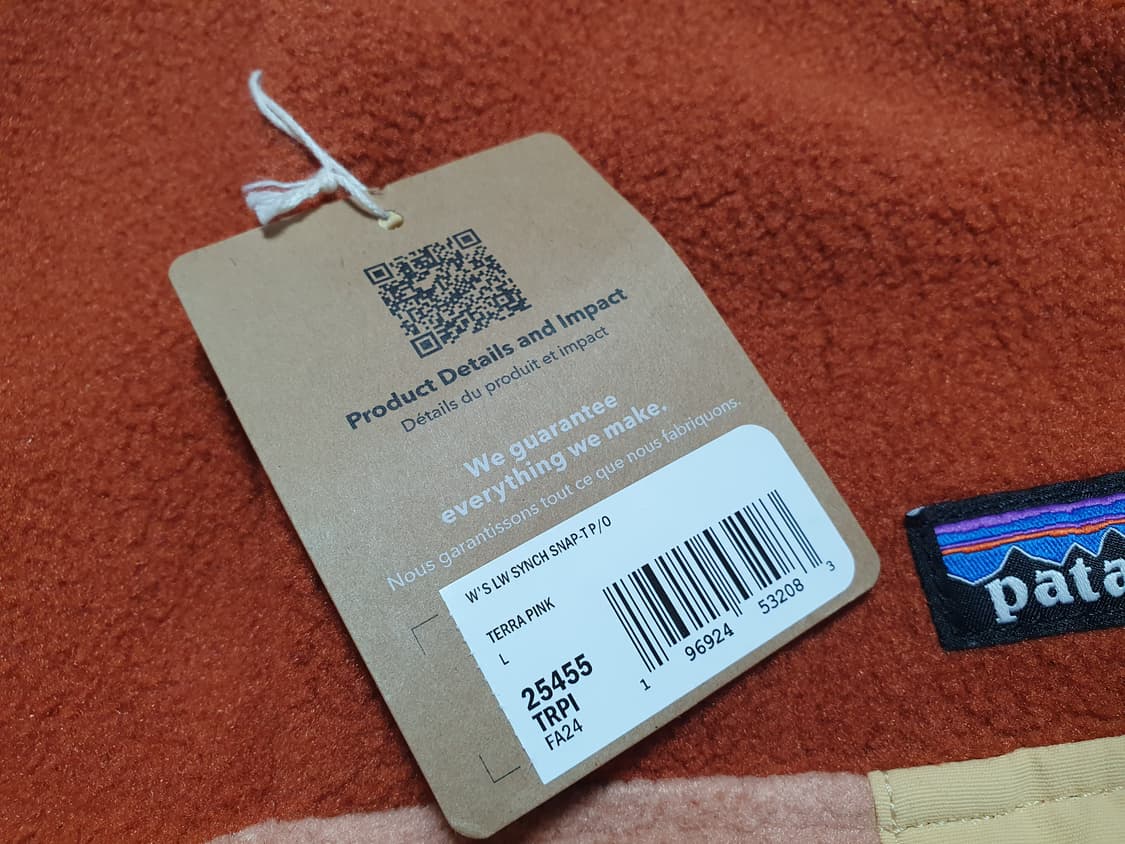 Product Details and Impact
Détails du produit et impact
We guarantee
everything we make.
Nous garantissons tout ce que nous fabriquons.
W'S LW SYNCH SNAP-T P/O
TERRA PINK
L
25455
TRPI
FA24
1 96924 53208 3
pata